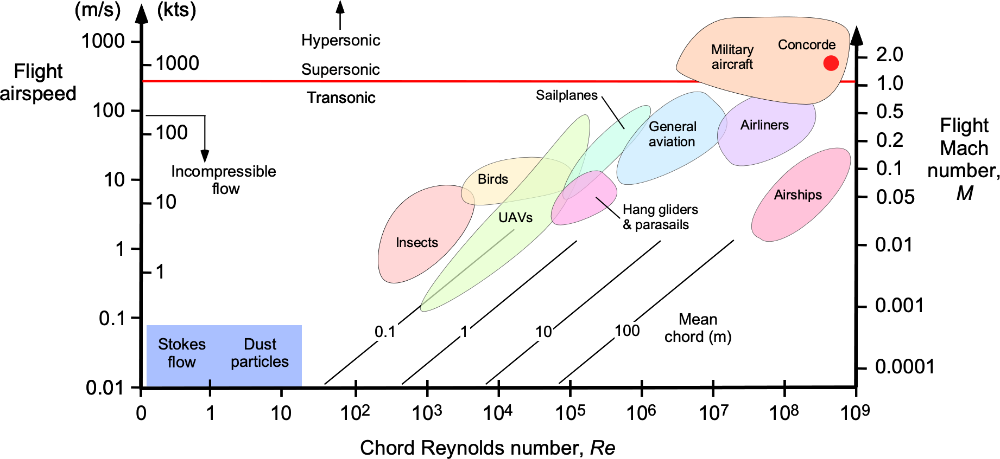 (m/s)
(kts)
1000
1000
100
100
10
10
1
1
0.1
0.01
Flight
airspeed
Hypersonic
Supersonic
Transonic
Incompressible
flow
Military
aircraft
Concorde
Sailplanes
General
aviation
Airliners
Birds
Airships
UAVs
Hang gliders
& parasails
Insects
0.1
1
10
100
Mean
chord (m)
Stokes
flow
Dust
particles
2.0
1.0
0.5
0.2
0.1
0.05
0.01
0.001
0.0001
Flight
Mach
number,
M
0 1 10 10² 10³ 10⁴ 10⁵ 10⁶ 10⁷ 10⁸ 10⁹
Chord Reynolds number, Re